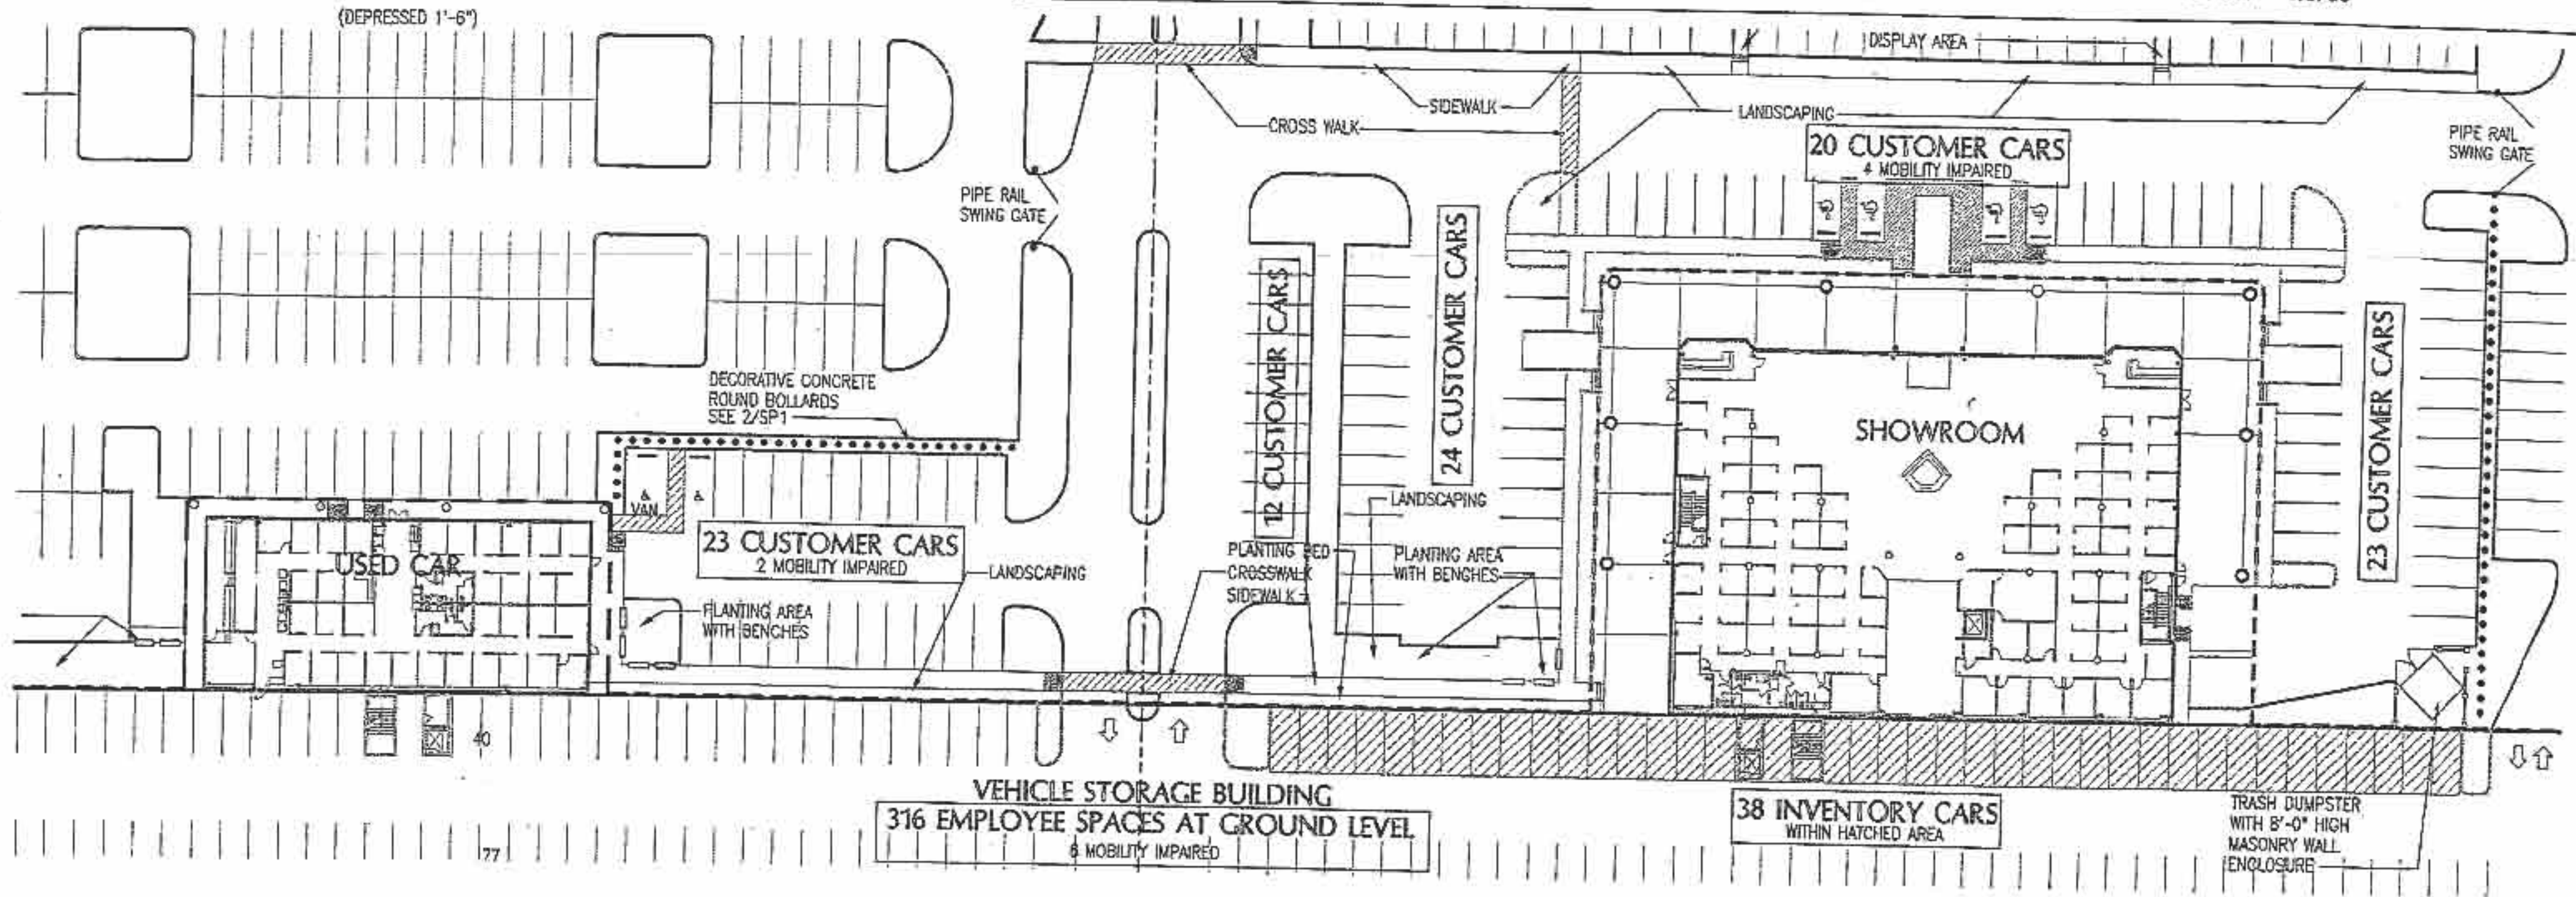 (DEPRESSED 1'-6")
DISPLAY AREA
SIDEWALK
CROSS WALK
LANDSCAPING
20 CUSTOMER CARS
4 MOBILITY IMPAIRED
PIPE RAIL
SWING GATE
PIPE RAIL
SWING GATE
12 CUSTOMER CARS
24 CUSTOMER CARS
23 CUSTOMER CARS
DECORATIVE CONCRETE
ROUND BOLLARDS
SEE 2/SP1
SHOWROOM
VAN
LANDSCAPING
23 CUSTOMER CARS
2 MOBILITY IMPAIRED
USED CAR
LANDSCAPING
PLANTING BED
CROSSWALK
SIDEWALK
PLANTING AREA
WITH BENCHES
PLANTING AREA
WITH BENCHES
40
VEHICLE STORAGE BUILDING
316 EMPLOYEE SPACES AT GROUND LEVEL
6 MOBILITY IMPAIRED
38 INVENTORY CARS
WITHIN HATCHED AREA
TRASH DUMPSTER
WITH 8'-0" HIGH
MASONRY WALL
ENCLOSURE
77